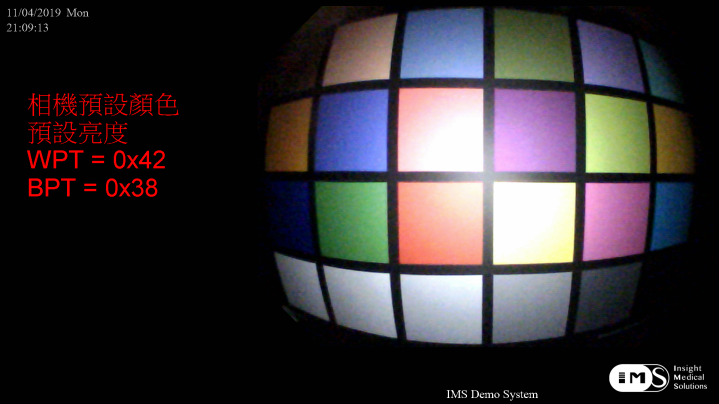 11/04/2019 Mon
21:09:13
相機預設顏色
預設亮度
WPT = 0x42
BPT = 0x38
IMS Demo System
IMS
Insight
Medical
Solutions